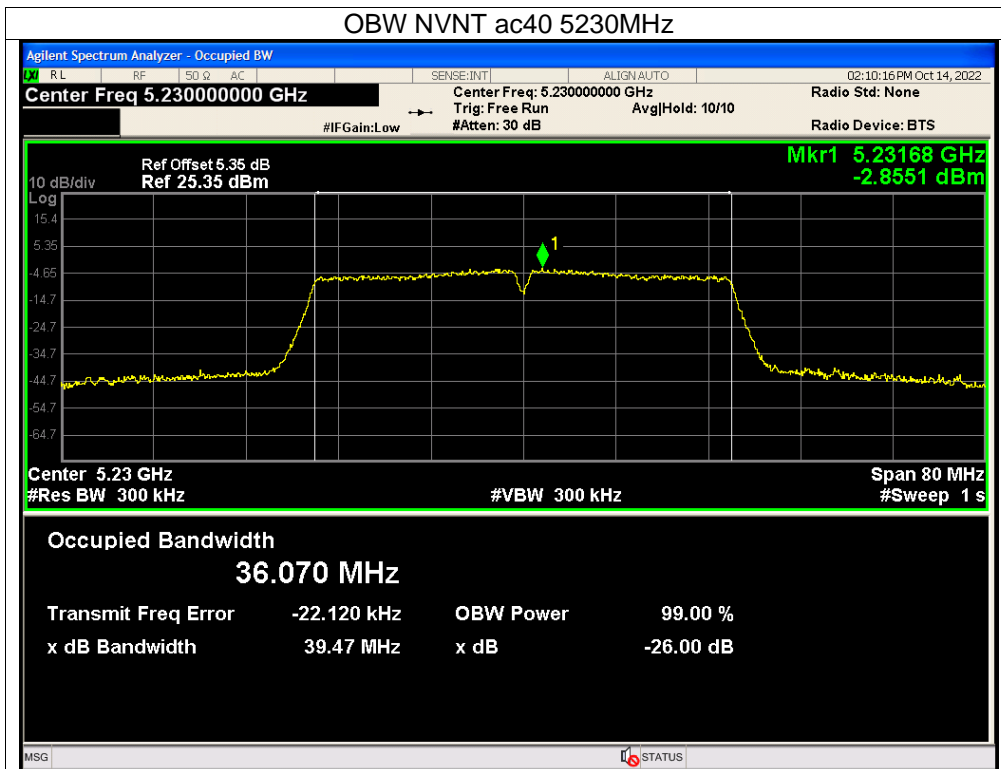 OBW NVNT ac40 5230MHz
Agilent Spectrum Analyzer - Occupied BW
LXI RL RF 50 Ω AC SENSE:INT ALIGN AUTO 02:10:16 PM Oct 14, 2022
Center Freq 5.230000000 GHz Center Freq: 5.230000000 GHz Radio Std: None
Trig: Free Run Avg|Hold: 10/10
#IFGain:Low #Atten: 30 dB Radio Device: BTS
Mkr1 5.23168 GHz
-2.8551 dBm
Ref Offset 5.35 dB
10 dB/div Ref 25.35 dBm
Log
15.4
5.35
-4.65
-14.7
-24.7
-34.7
-44.7
-54.7
-64.7
1
Center 5.23 GHz Span 80 MHz
#Res BW 300 kHz #VBW 300 kHz #Sweep 1 s
Occupied Bandwidth
36.070 MHz
Transmit Freq Error -22.120 kHz OBW Power 99.00 %
x dB Bandwidth 39.47 MHz x dB -26.00 dB
MSG STATUS